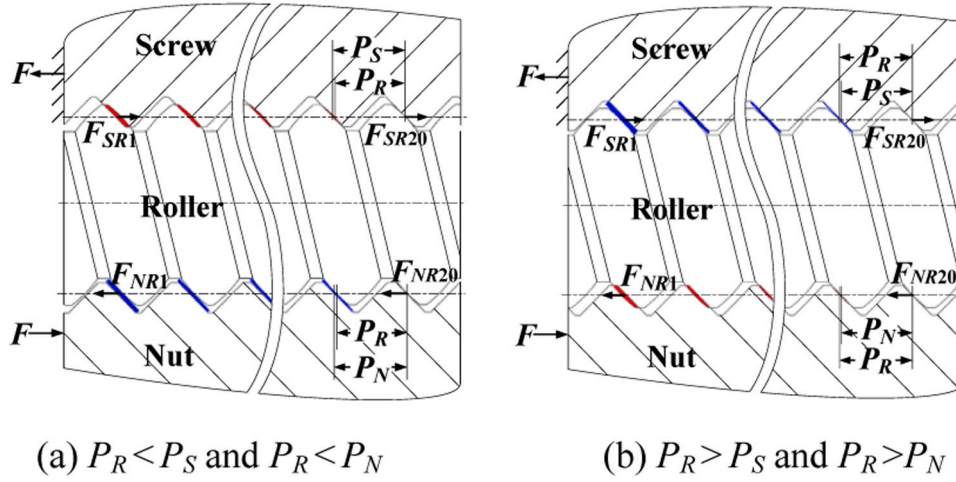 Screw
P_S
P_R
F
F_SR1
F_SR20
Roller
F_NR1
F_NR20
F
P_R
Nut
P_N
(a) P_R < P_S and P_R < P_N
Screw
P_R
P_S
F
F_SR1
F_SR20
Roller
F_NR1
F_NR20
F
P_N
Nut
P_R
(b) P_R > P_S and P_R > P_N